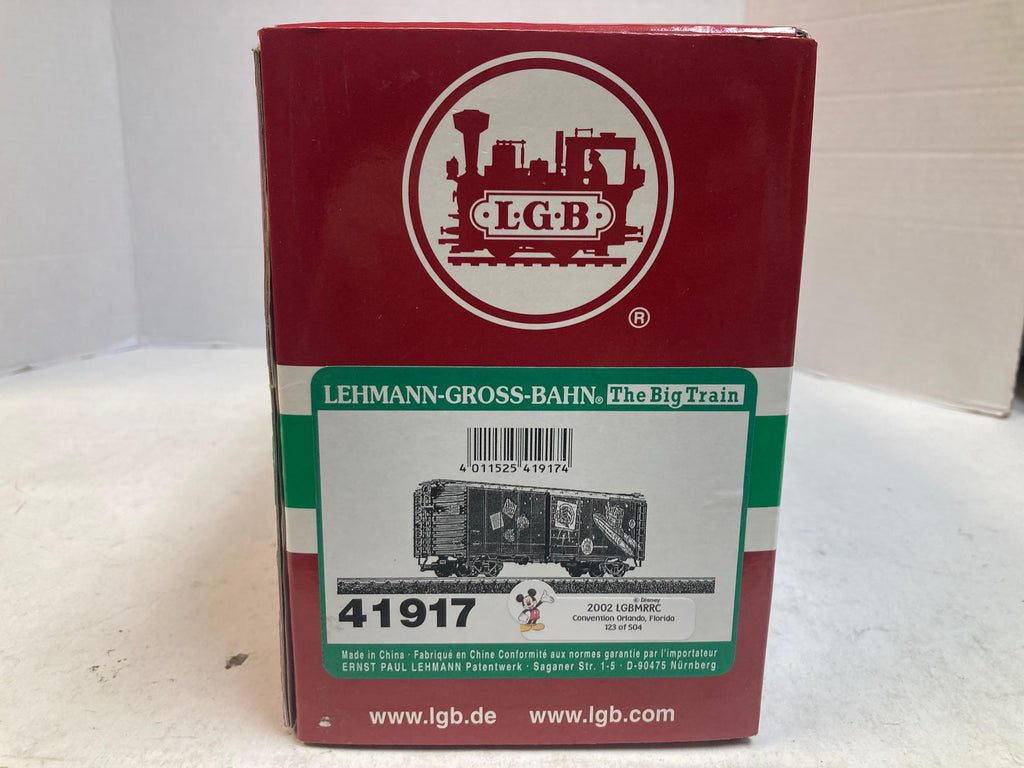 L·G·B
®
LEHMANN-GROSS-BAHN® The Big Train
4 011525 419174
41917
© Disney
2002 LGBMRRC
Convention Orlando, Florida
123 of 504
Made in China · Fabriqué en Chine Conformité aux normes garantie par l'importateur
ERNST PAUL LEHMANN Patentwerk · Saganer Str. 1-5 · D-90475 Nürnberg
www.lgb.de www.lgb.com